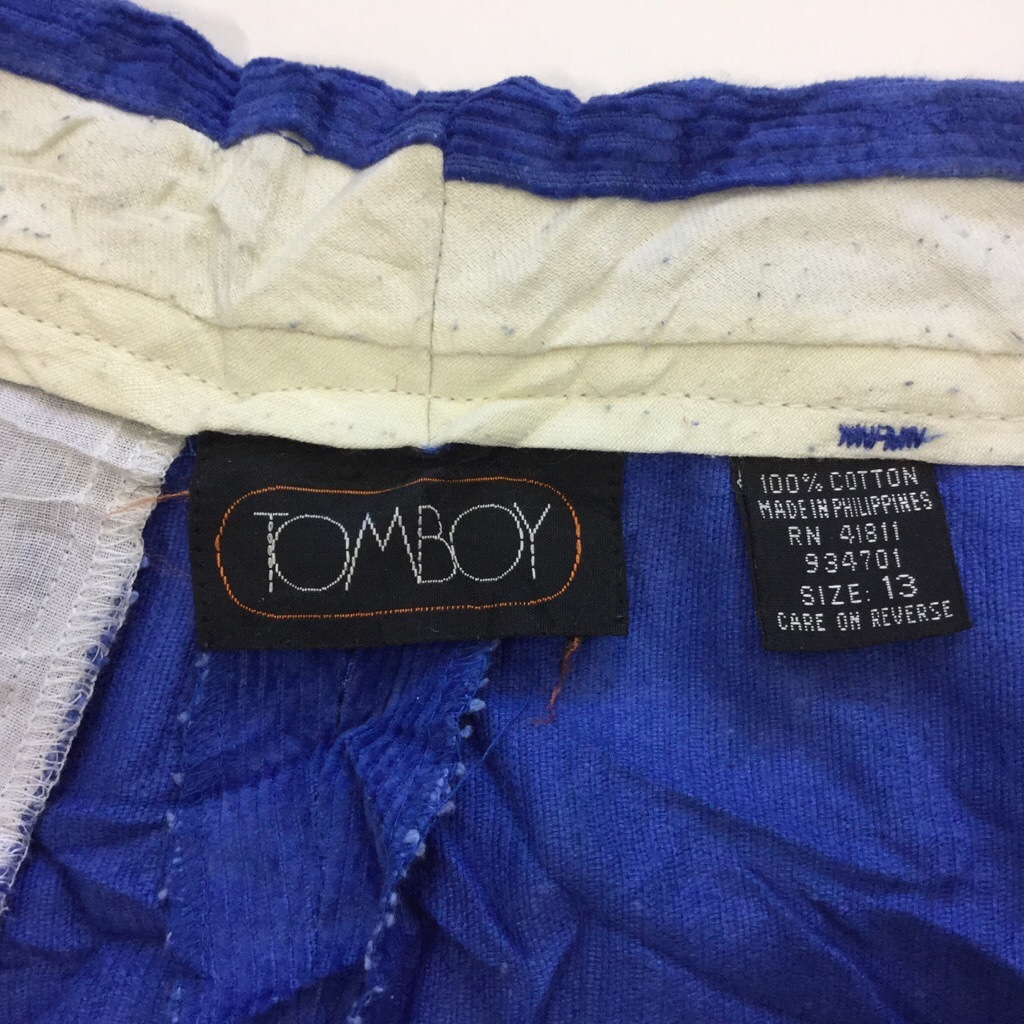 TOMBOY
100% COTTON
MADE IN PHILIPPINES
RN 41811
934701
SIZE: 13
CARE ON REVERSE